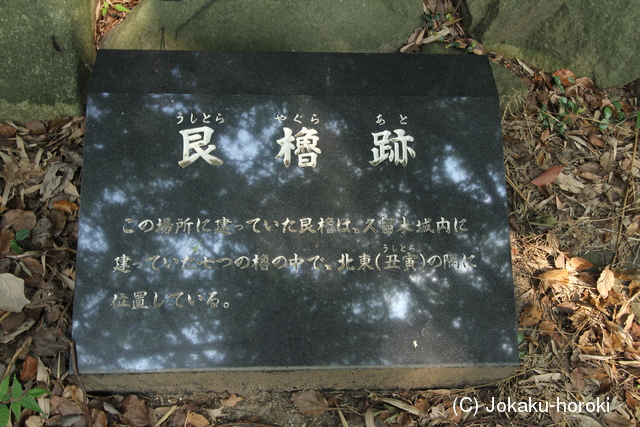 うしとら やぐら あと
艮 櫓 跡
この場所に建っていた艮櫓は、久留米城内に
うしとら
建っていた七つの櫓の中で、北東(丑寅)の隅に
位置している。
(C) Jokaku-horoki